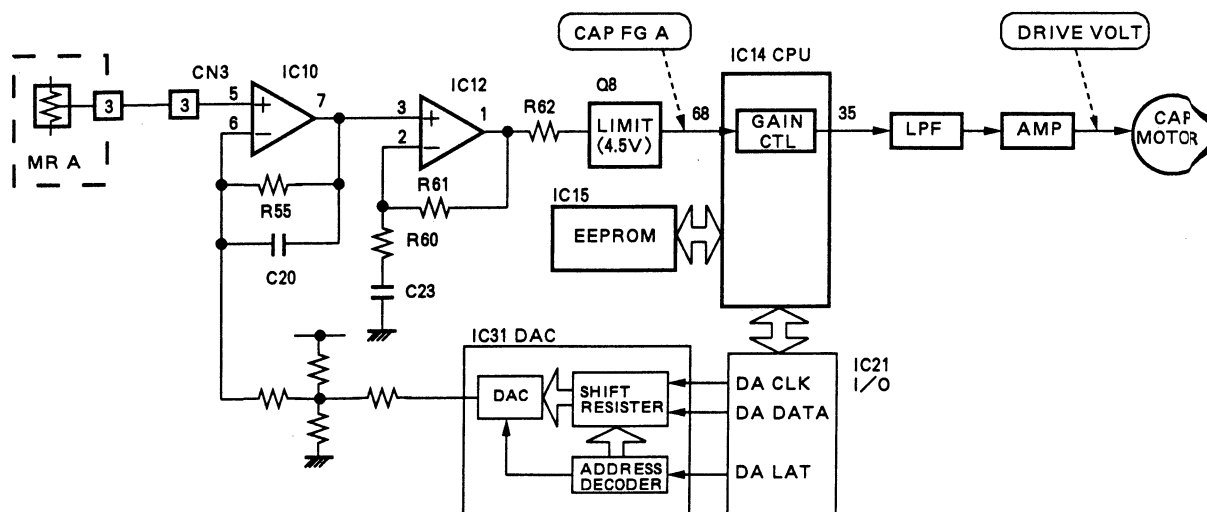 CAP FG A
DRIVE VOLT
CN3
IC10
IC12
Q8
IC14 CPU
3
3
5
+
7
6
−
3
+
1
2
−
R62
LIMIT
(4.5V)
68
GAIN
CTL
35
LPF
AMP
CAP
MOTOR
MR A
R55
R61
R60
C20
C23
IC15
EEPROM
IC31 DAC
IC21
I/O
DAC
SHIFT
RESISTER
DA CLK
DA DATA
ADDRESS
DECODER
DA LAT